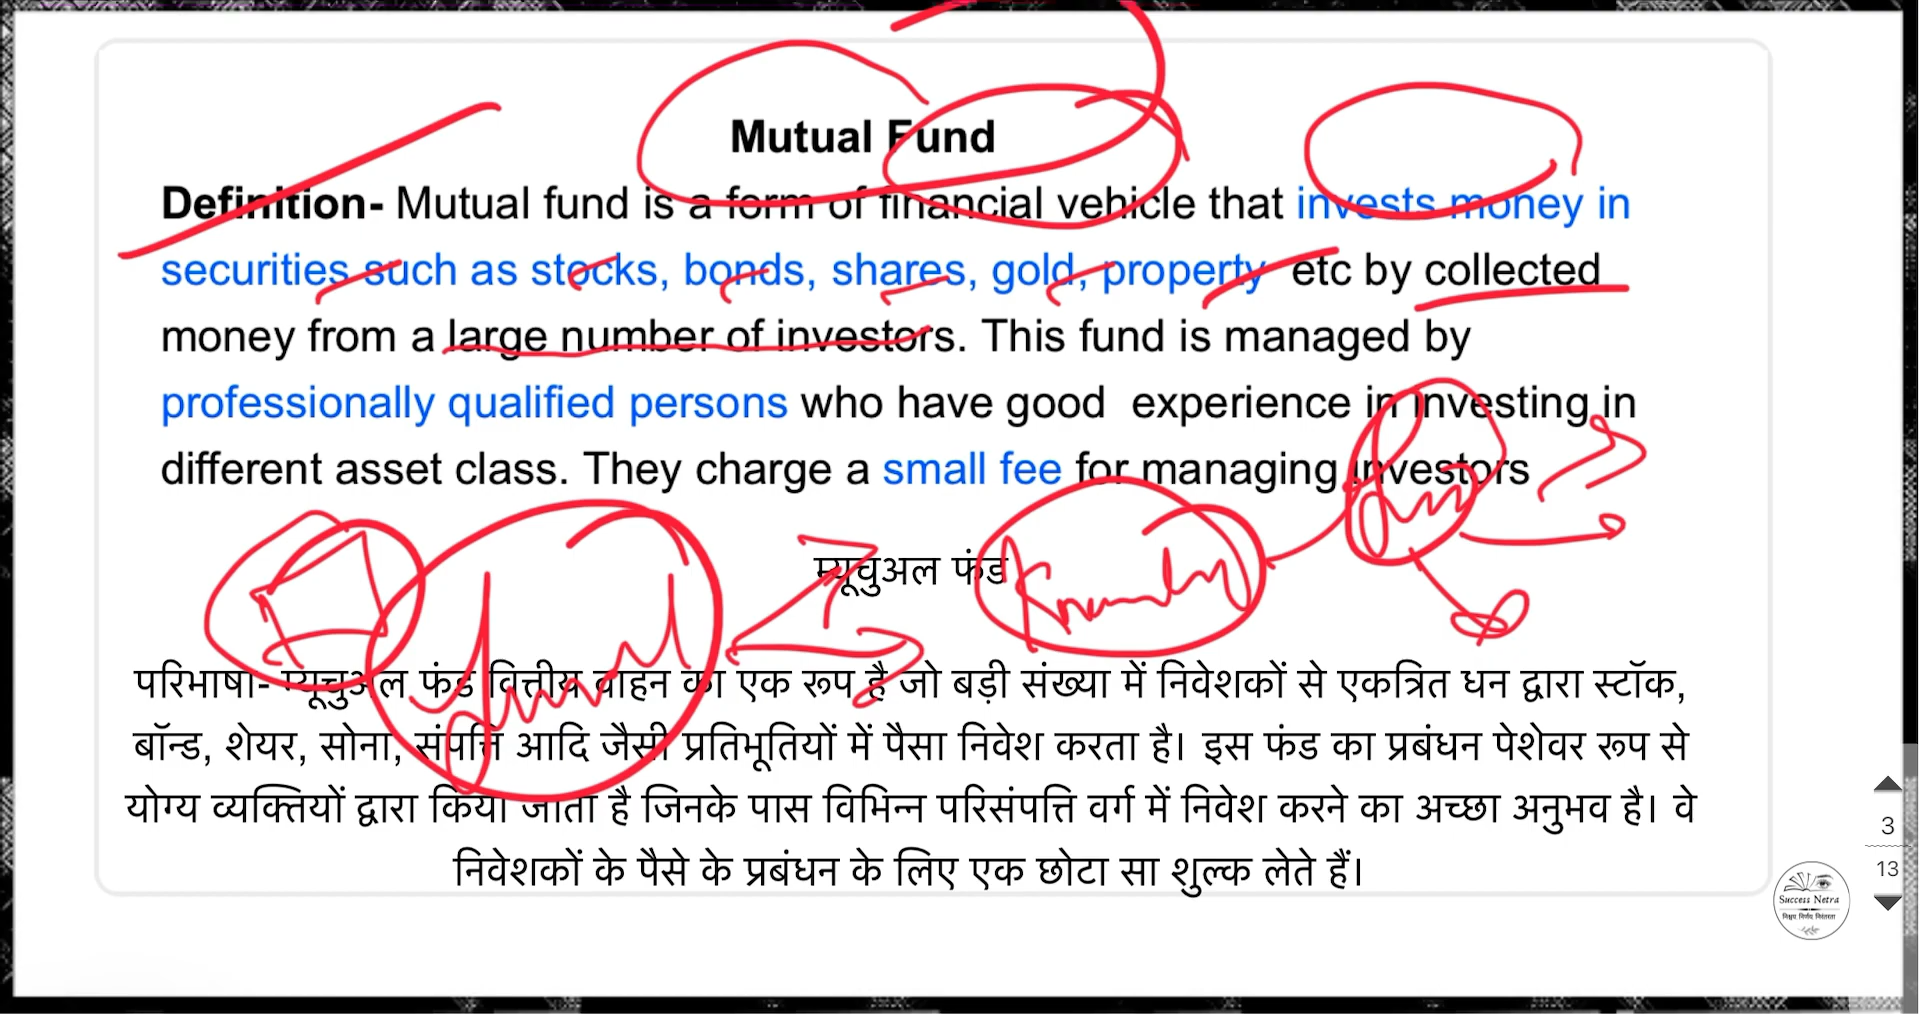 Mutual Fund
Definition- Mutual fund is a form of financial vehicle that invests money in
securities such as stocks, bonds, shares, gold, property etc by collected
money from a large number of investors. This fund is managed by
professionally qualified persons who have good experience in investing in
different asset class. They charge a small fee for managing investors
म्यूचुअल फंड
परिभाषा- म्यूचुअल फंड वित्तीय वाहन का एक रूप है जो बड़ी संख्या में निवेशकों से एकत्रित धन द्वारा स्टॉक,
बॉन्ड, शेयर, सोना, संपत्ति आदि जैसी प्रतिभूतियों में पैसा निवेश करता है। इस फंड का प्रबंधन पेशेवर रूप से
योग्य व्यक्तियों द्वारा किया जाता है जिनके पास विभिन्न परिसंपत्ति वर्ग में निवेश करने का अच्छा अनुभव है। वे
निवेशकों के पैसे के प्रबंधन के लिए एक छोटा सा शुल्क लेते हैं।
3
13
Success Netra